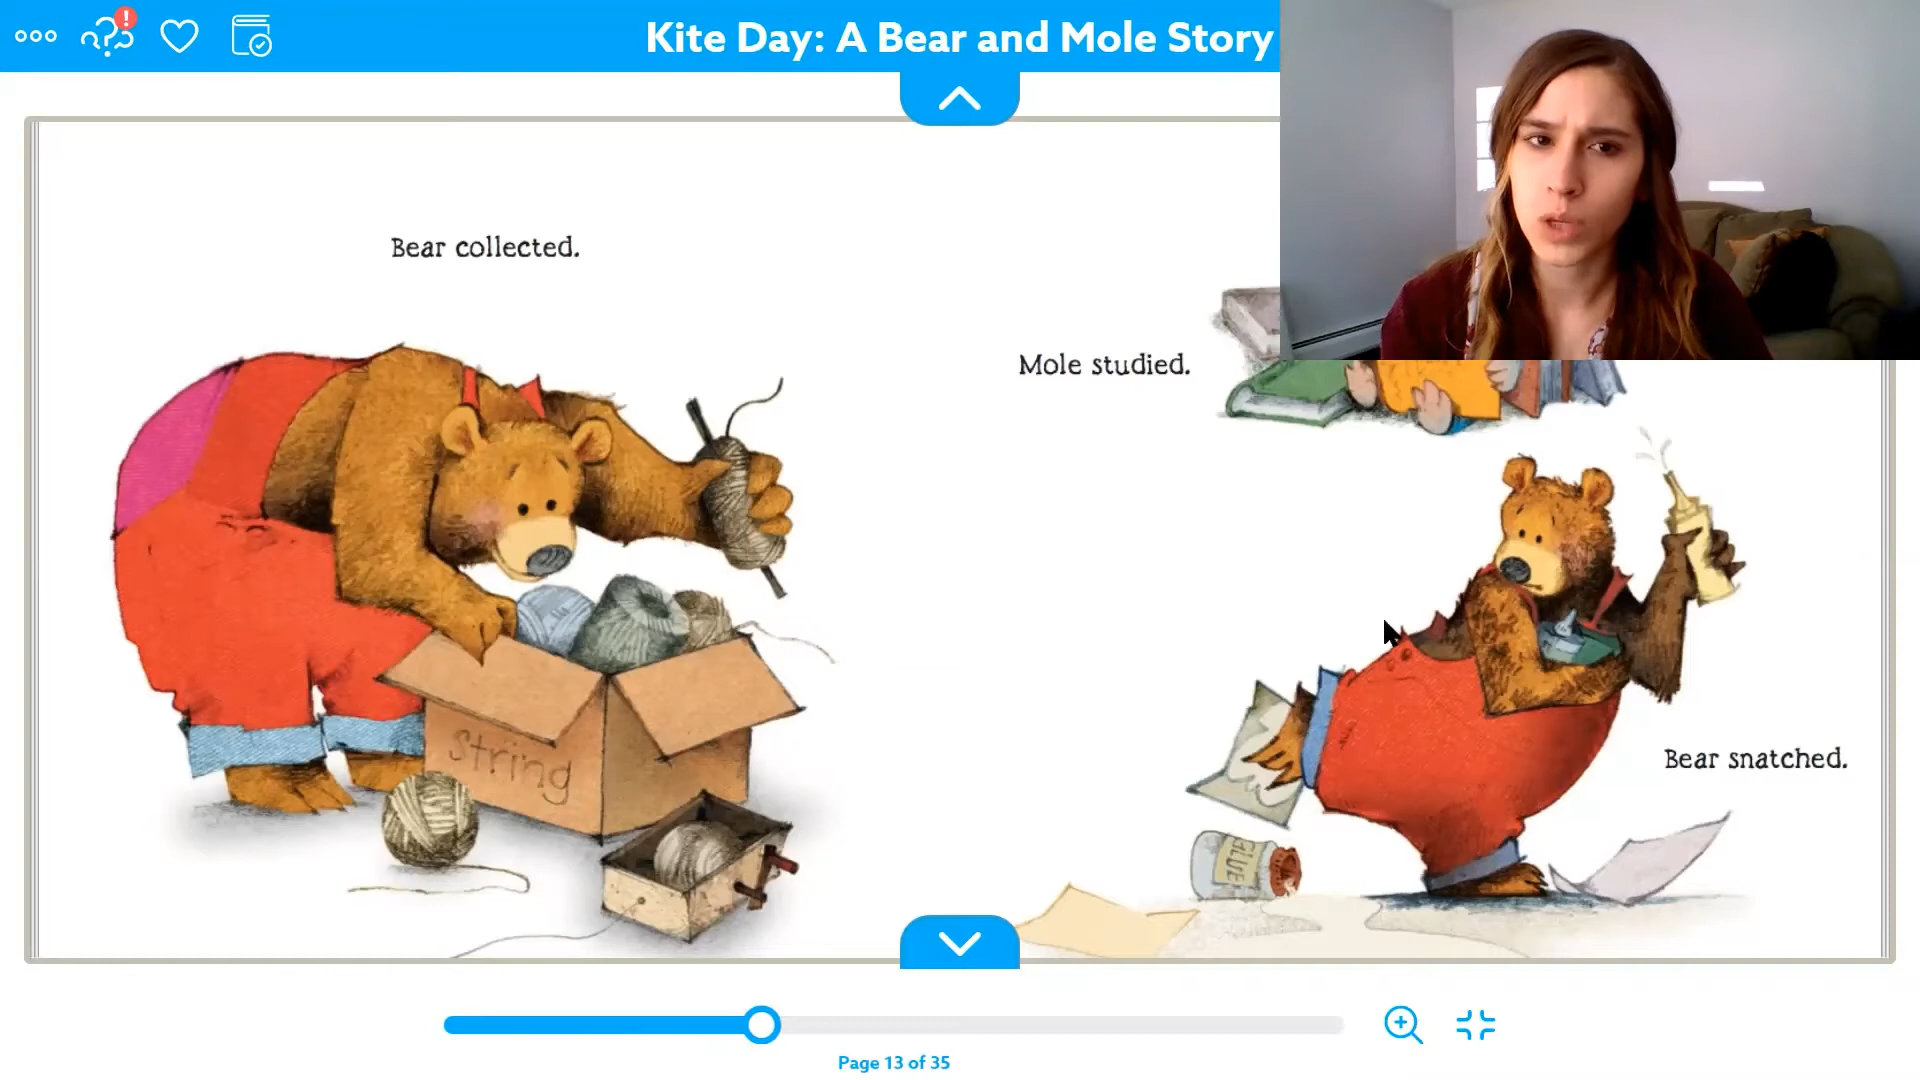 Kite Day: A Bear and Mole Story
Bear collected.
Mole studied.
String
Bear snatched.
GLUE
Page 13 of 35